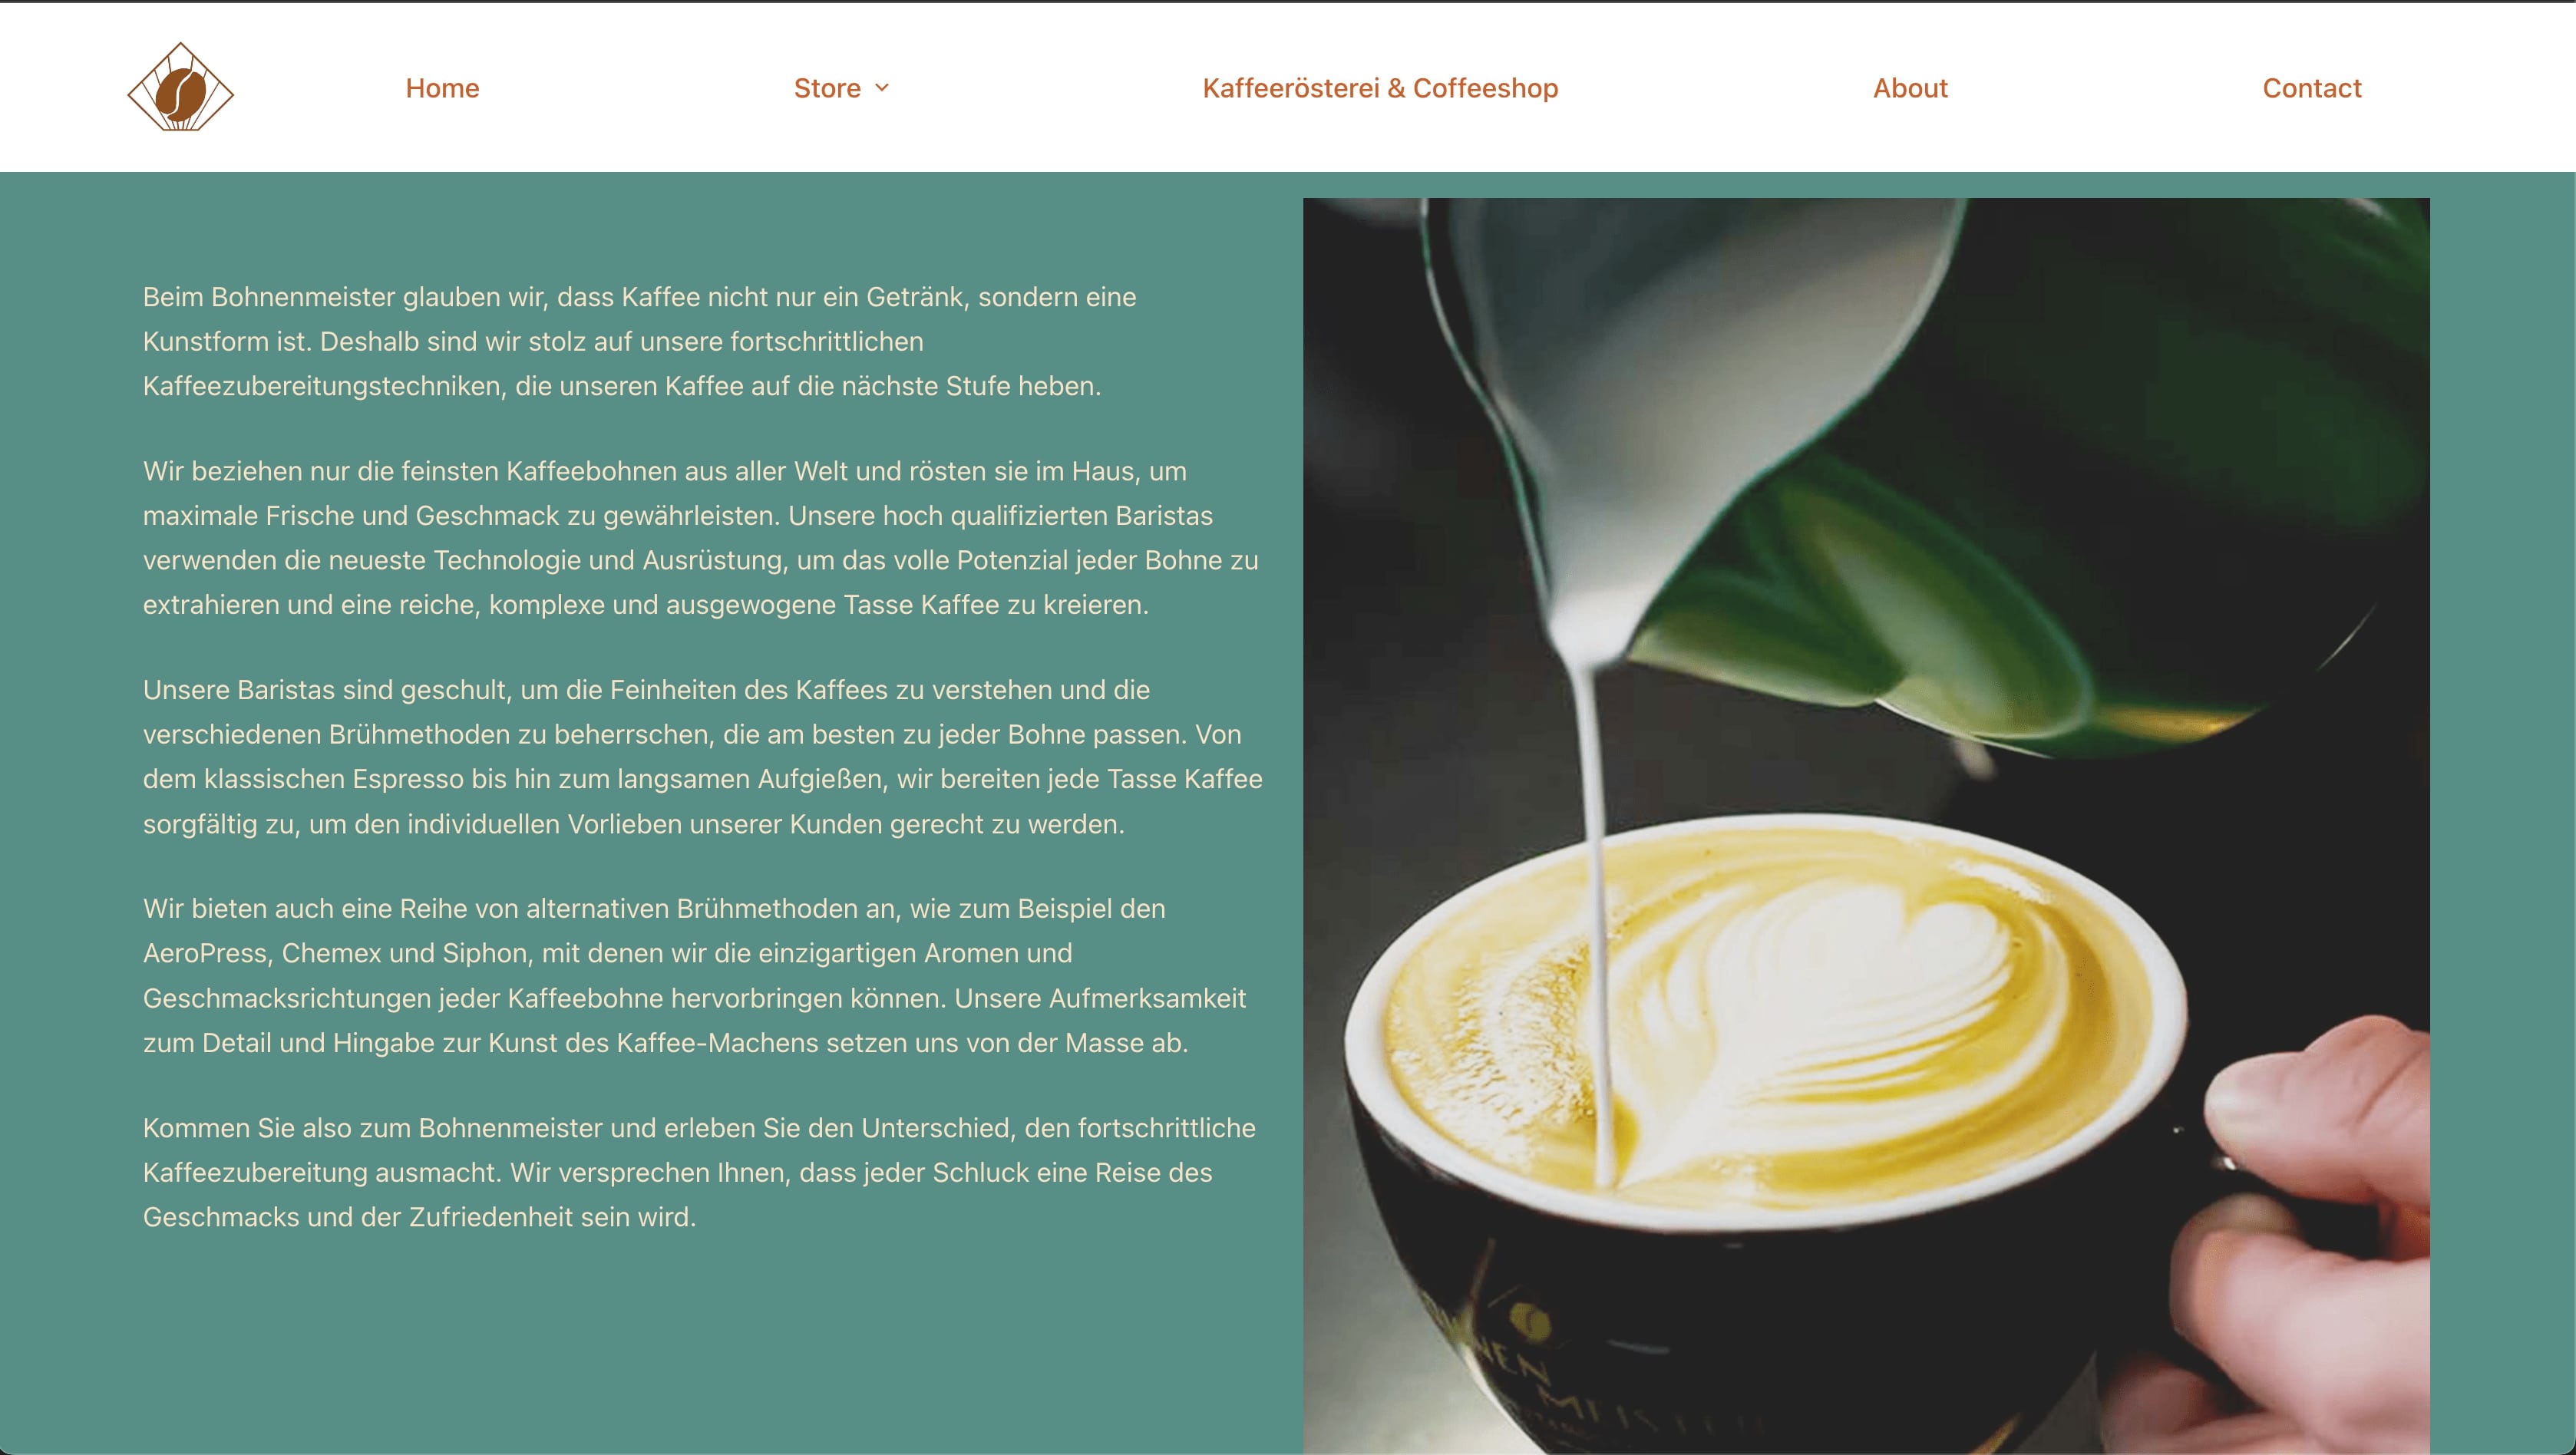 Home
Store
Kaffeerösterei & Coffeeshop
About
Contact
Beim Bohnenmeister glauben wir, dass Kaffee nicht nur ein Getränk, sondern eine
Kunstform ist. Deshalb sind wir stolz auf unsere fortschrittlichen
Kaffeezubereitungstechniken, die unseren Kaffee auf die nächste Stufe heben.
Wir beziehen nur die feinsten Kaffeebohnen aus aller Welt und rösten sie im Haus, um
maximale Frische und Geschmack zu gewährleisten. Unsere hoch qualifizierten Baristas
verwenden die neueste Technologie und Ausrüstung, um das volle Potenzial jeder Bohne zu
extrahieren und eine reiche, komplexe und ausgewogene Tasse Kaffee zu kreieren.
Unsere Baristas sind geschult, um die Feinheiten des Kaffees zu verstehen und die
verschiedenen Brühmethoden zu beherrschen, die am besten zu jeder Bohne passen. Von
dem klassischen Espresso bis hin zum langsamen Aufgießen, wir bereiten jede Tasse Kaffee
sorgfältig zu, um den individuellen Vorlieben unserer Kunden gerecht zu werden.
Wir bieten auch eine Reihe von alternativen Brühmethoden an, wie zum Beispiel den
AeroPress, Chemex und Siphon, mit denen wir die einzigartigen Aromen und
Geschmacksrichtungen jeder Kaffeebohne hervorbringen können. Unsere Aufmerksamkeit
zum Detail und Hingabe zur Kunst des Kaffee-Machens setzen uns von der Masse ab.
Kommen Sie also zum Bohnenmeister und erleben Sie den Unterschied, den fortschrittliche
Kaffeezubereitung ausmacht. Wir versprechen Ihnen, dass jeder Schluck eine Reise des
Geschmacks und der Zufriedenheit sein wird.
MEISTER